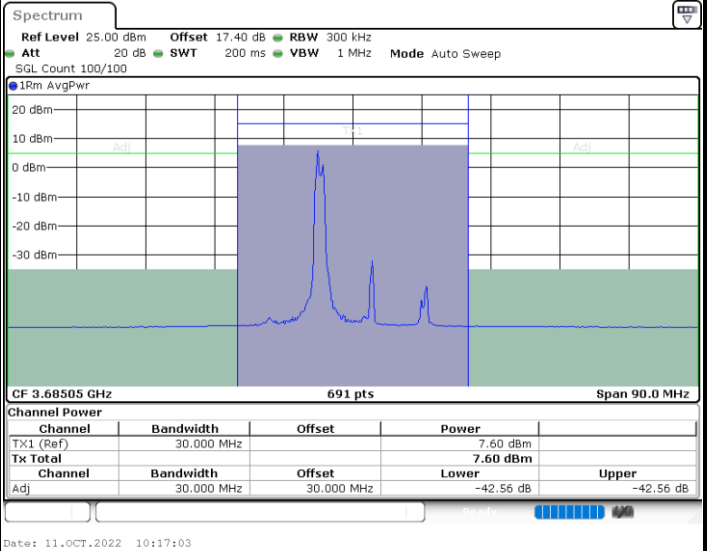 Spectrum
Ref Level 25.00 dBm Offset 17.40 dB RBW 300 kHz
Att 20 dB SWT 200 ms VBW 1 MHz Mode Auto Sweep
SGL Count 100/100
1Rm AvgPwr
20 dBm
TX1
10 dBm
Adj Adj
0 dBm
-10 dBm
-20 dBm
-30 dBm
CF 3.68505 GHz 691 pts Span 90.0 MHz
Channel Power
Channel Bandwidth Offset Power
TX1 (Ref) 30.000 MHz 7.60 dBm
Tx Total 7.60 dBm
Channel Bandwidth Offset Lower Upper
Adj 30.000 MHz 30.000 MHz -42.56 dB -42.56 dB
Ready
Date: 11.OCT.2022 10:17:03